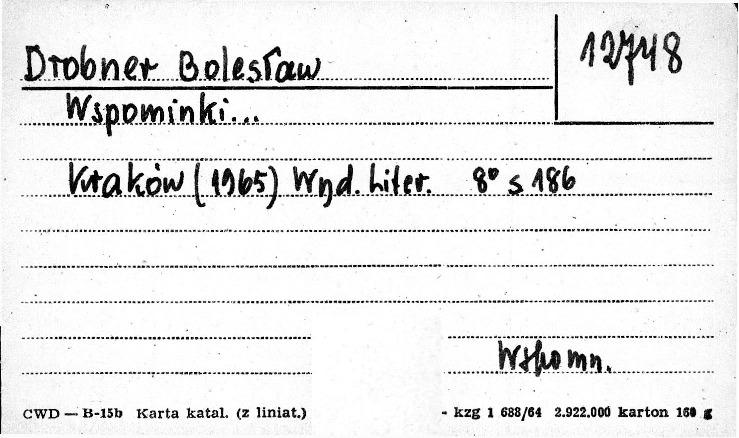 Drobner Bolesław
12748
Wspominki...
Kraków (1965) Wyd. Liter. 8° s 186
Wspomn.
CWD — B-15b Karta katal. (z liniat.)
- kzg 1 688/64 2.922.000 karton 160 g